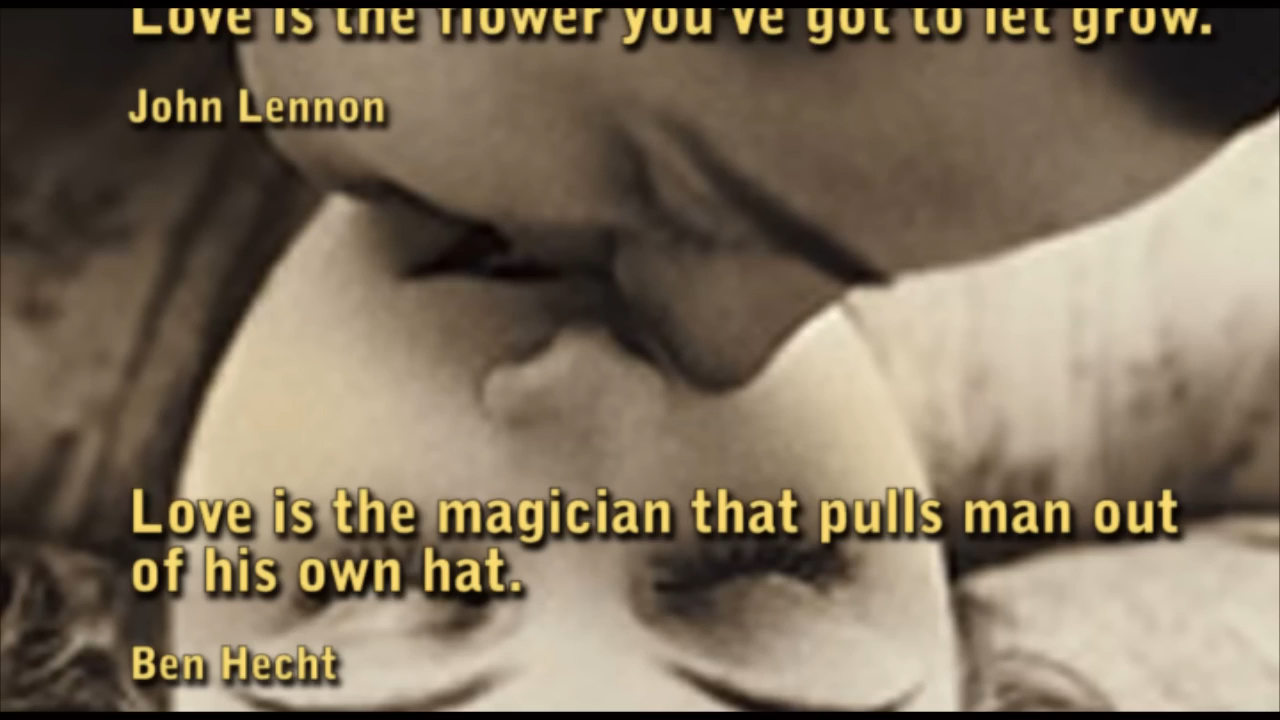 Love is the flower you've got to let grow.
John Lennon
Love is the magician that pulls man out
of his own hat.
Ben Hecht